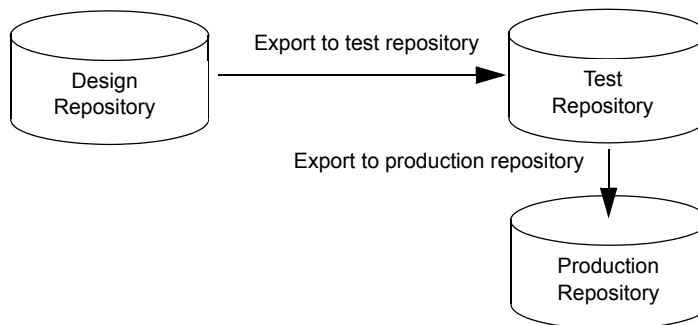 Export to test repository
Design
Repository
Test
Repository
Export to production repository
Production
Repository